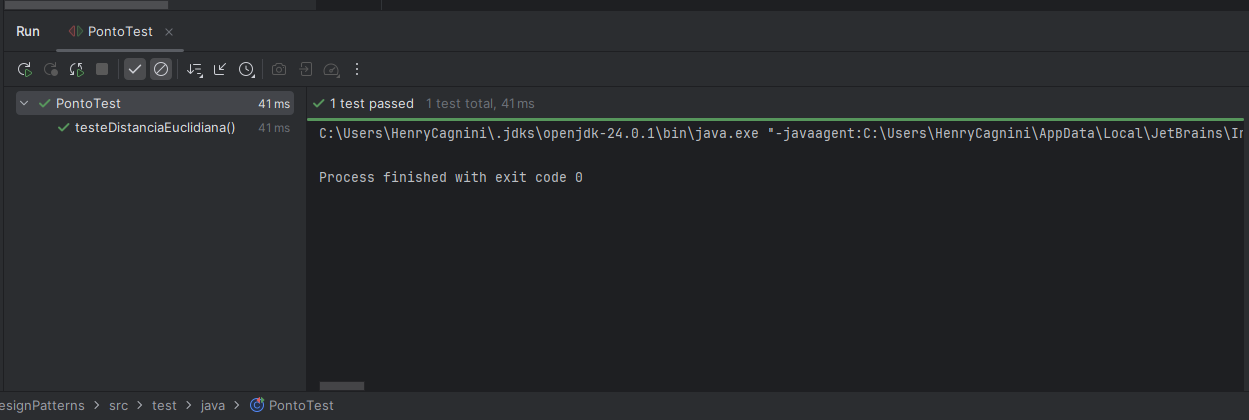 Run PontoTest
PontoTest 41 ms
testeDistanciaEuclidiana() 41 ms
1 test passed 1 test total, 41 ms
C:\Users\HenryCagnini\.jdks\openjdk-24.0.1\bin\java.exe "-javaagent:C:\Users\HenryCagnini\AppData\Local\JetBrains\In
Process finished with exit code 0
esignPatterns > src > test > java > PontoTest